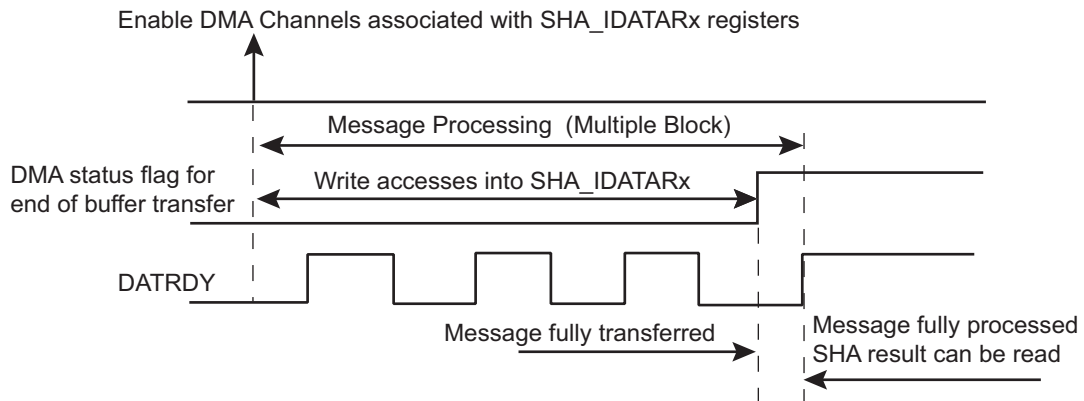 Enable DMA Channels associated with SHA_IDATARx registers
Message Processing (Multiple Block)
DMA status flag for
end of buffer transfer
Write accesses into SHA_IDATARx
DATRDY
Message fully transferred
Message fully processed
SHA result can be read